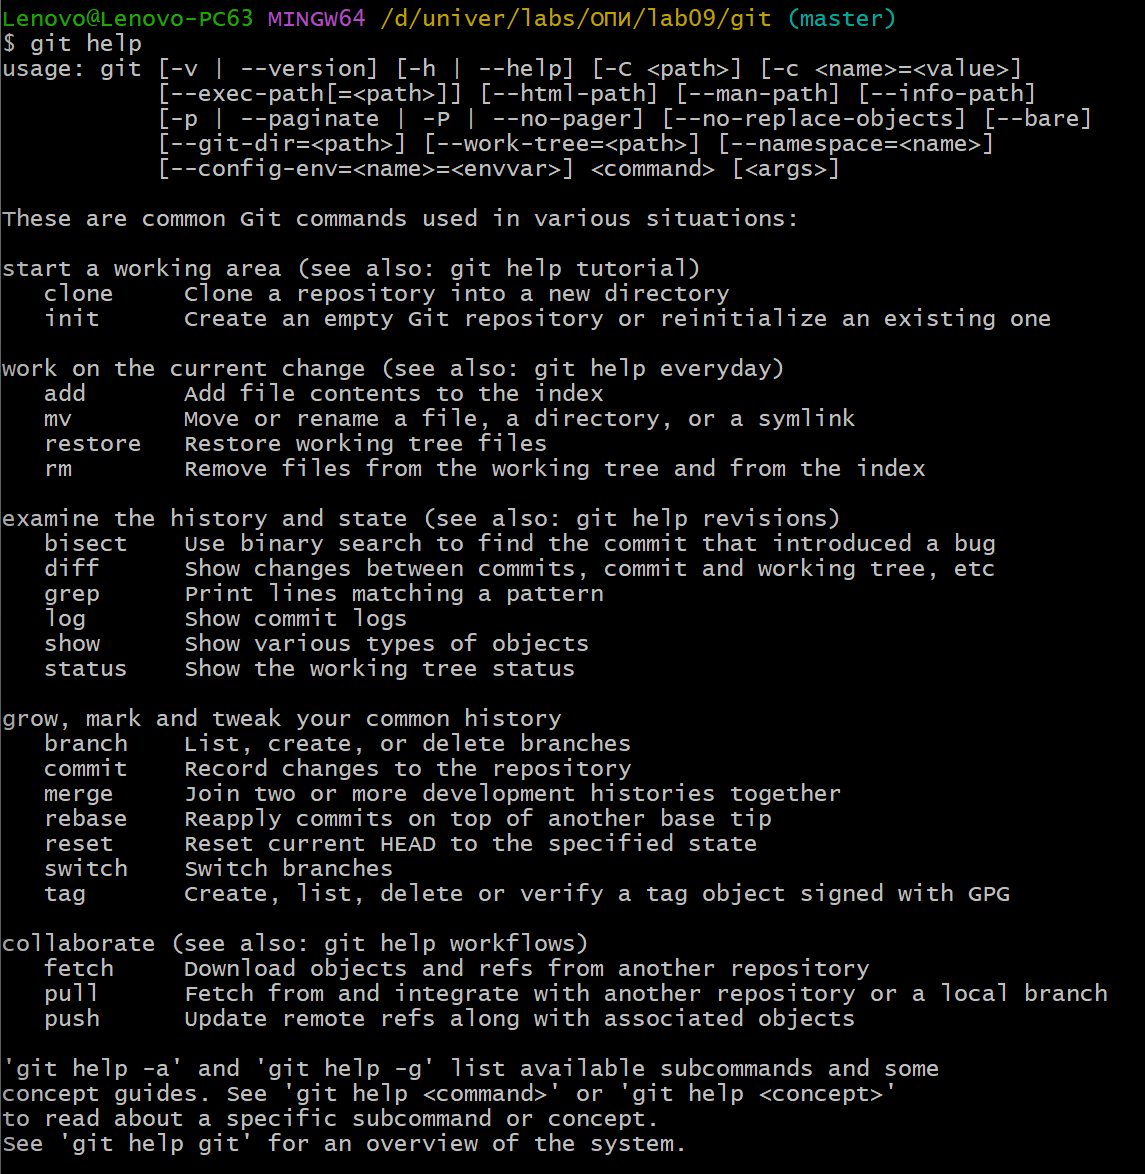 Lenovo@Lenovo-PC63 MINGW64 /d/univer/labs/ОПИ/lab09/git (master)
$ git help
usage: git [-v | --version] [-h | --help] [-C <path>] [-c <name>=<value>]
           [--exec-path[=<path>]] [--html-path] [--man-path] [--info-path]
           [-p | --paginate | -P | --no-pager] [--no-replace-objects] [--bare]
           [--git-dir=<path>] [--work-tree=<path>] [--namespace=<name>]
           [--config-env=<name>=<envvar>] <command> [<args>]

These are common Git commands used in various situations:

start a working area (see also: git help tutorial)
   clone     Clone a repository into a new directory
   init      Create an empty Git repository or reinitialize an existing one

work on the current change (see also: git help everyday)
   add       Add file contents to the index
   mv        Move or rename a file, a directory, or a symlink
   restore   Restore working tree files
   rm        Remove files from the working tree and from the index

examine the history and state (see also: git help revisions)
   bisect    Use binary search to find the commit that introduced a bug
   diff      Show changes between commits, commit and working tree, etc
   grep      Print lines matching a pattern
   log       Show commit logs
   show      Show various types of objects
   status    Show the working tree status

grow, mark and tweak your common history
   branch    List, create, or delete branches
   commit    Record changes to the repository
   merge     Join two or more development histories together
   rebase    Reapply commits on top of another base tip
   reset     Reset current HEAD to the specified state
   switch    Switch branches
   tag       Create, list, delete or verify a tag object signed with GPG

collaborate (see also: git help workflows)
   fetch     Download objects and refs from another repository
   pull      Fetch from and integrate with another repository or a local branch
   push      Update remote refs along with associated objects

'git help -a' and 'git help -g' list available subcommands and some
concept guides. See 'git help <command>' or 'git help <concept>'
to read about a specific subcommand or concept.
See 'git help git' for an overview of the system.